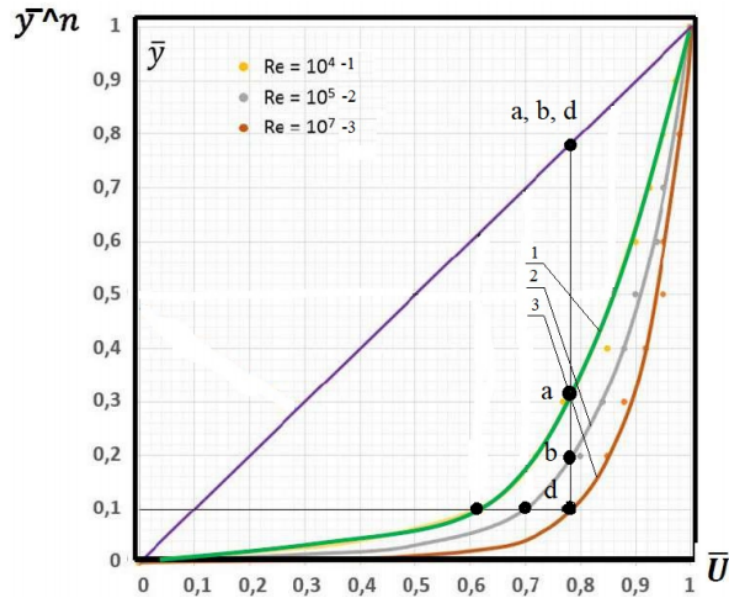 ȳ^n
1
ȳ
Re = 10⁴ -1
0,9
Re = 10⁵ -2
Re = 10⁷ -3
0,8
a, b, d
0,7
0,6
1
2
0,5
3
0,4
a
0,3
b
0,2
d
0,1
0
Ū
0 0,1 0,2 0,3 0,4 0,5 0,6 0,7 0,8 0,9 1